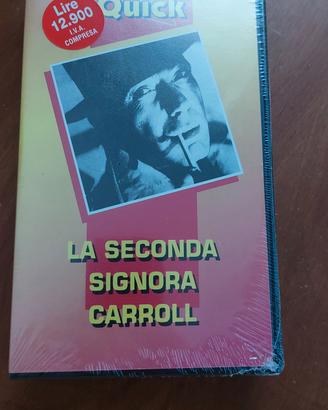 Quick
Lire
12.900
I.V.A.
COMPRESA
LA SECONDA
SIGNORA
CARROLL